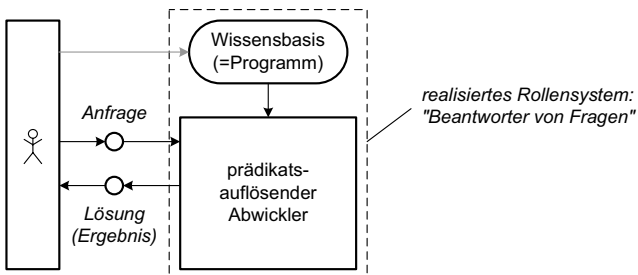 Wissensbasis
(=Programm)
Anfrage
realisiertes Rollensystem:
"Beantworter von Fragen"
prädikats-
auflösender
Abwickler
Lösung
(Ergebnis)